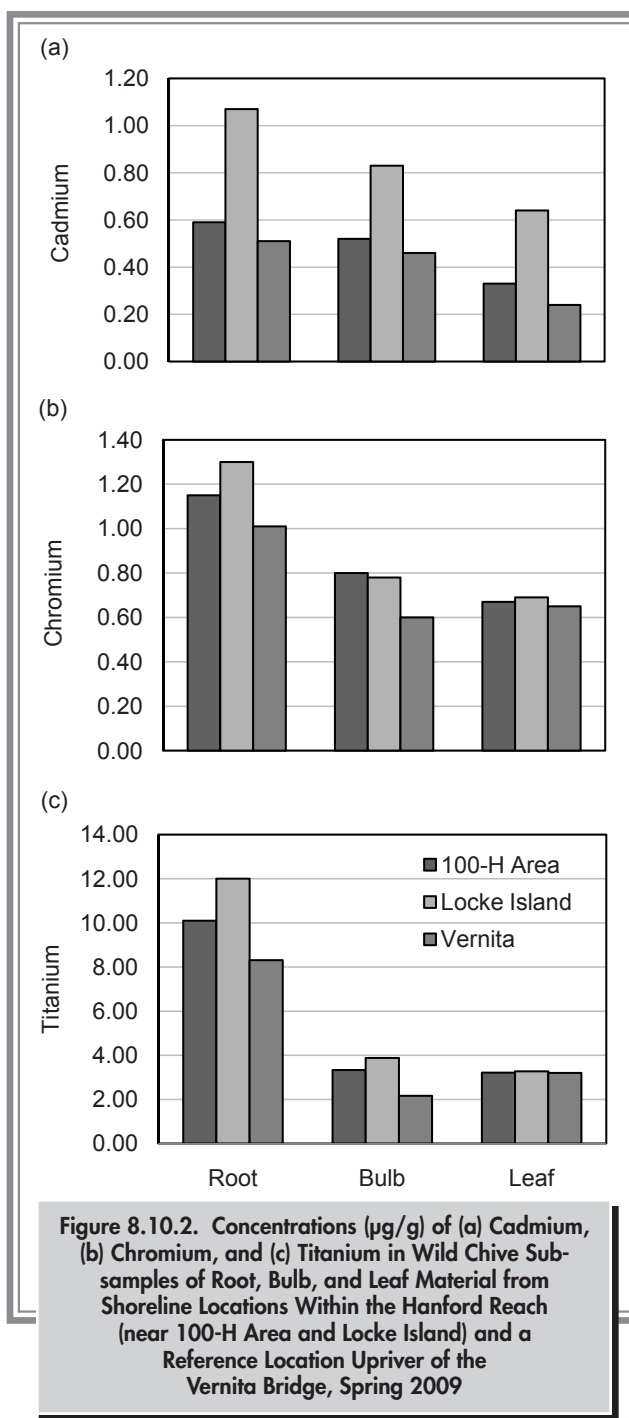 (a)
1.20
1.00
0.80
0.60
0.40
0.20
0.00
Cadmium
(b)
1.40
1.20
1.00
0.80
0.60
0.40
0.20
0.00
Chromium
(c)
14.00
12.00
10.00
8.00
6.00
4.00
2.00
0.00
Titanium
100-H Area
Locke Island
Vernita
Root Bulb Leaf
Figure 8.10.2. Concentrations (µg/g) of (a) Cadmium,
(b) Chromium, and (c) Titanium in Wild Chive Sub-
samples of Root, Bulb, and Leaf Material from
Shoreline Locations Within the Hanford Reach
(near 100-H Area and Locke Island) and a
Reference Location Upriver of the
Vernita Bridge, Spring 2009